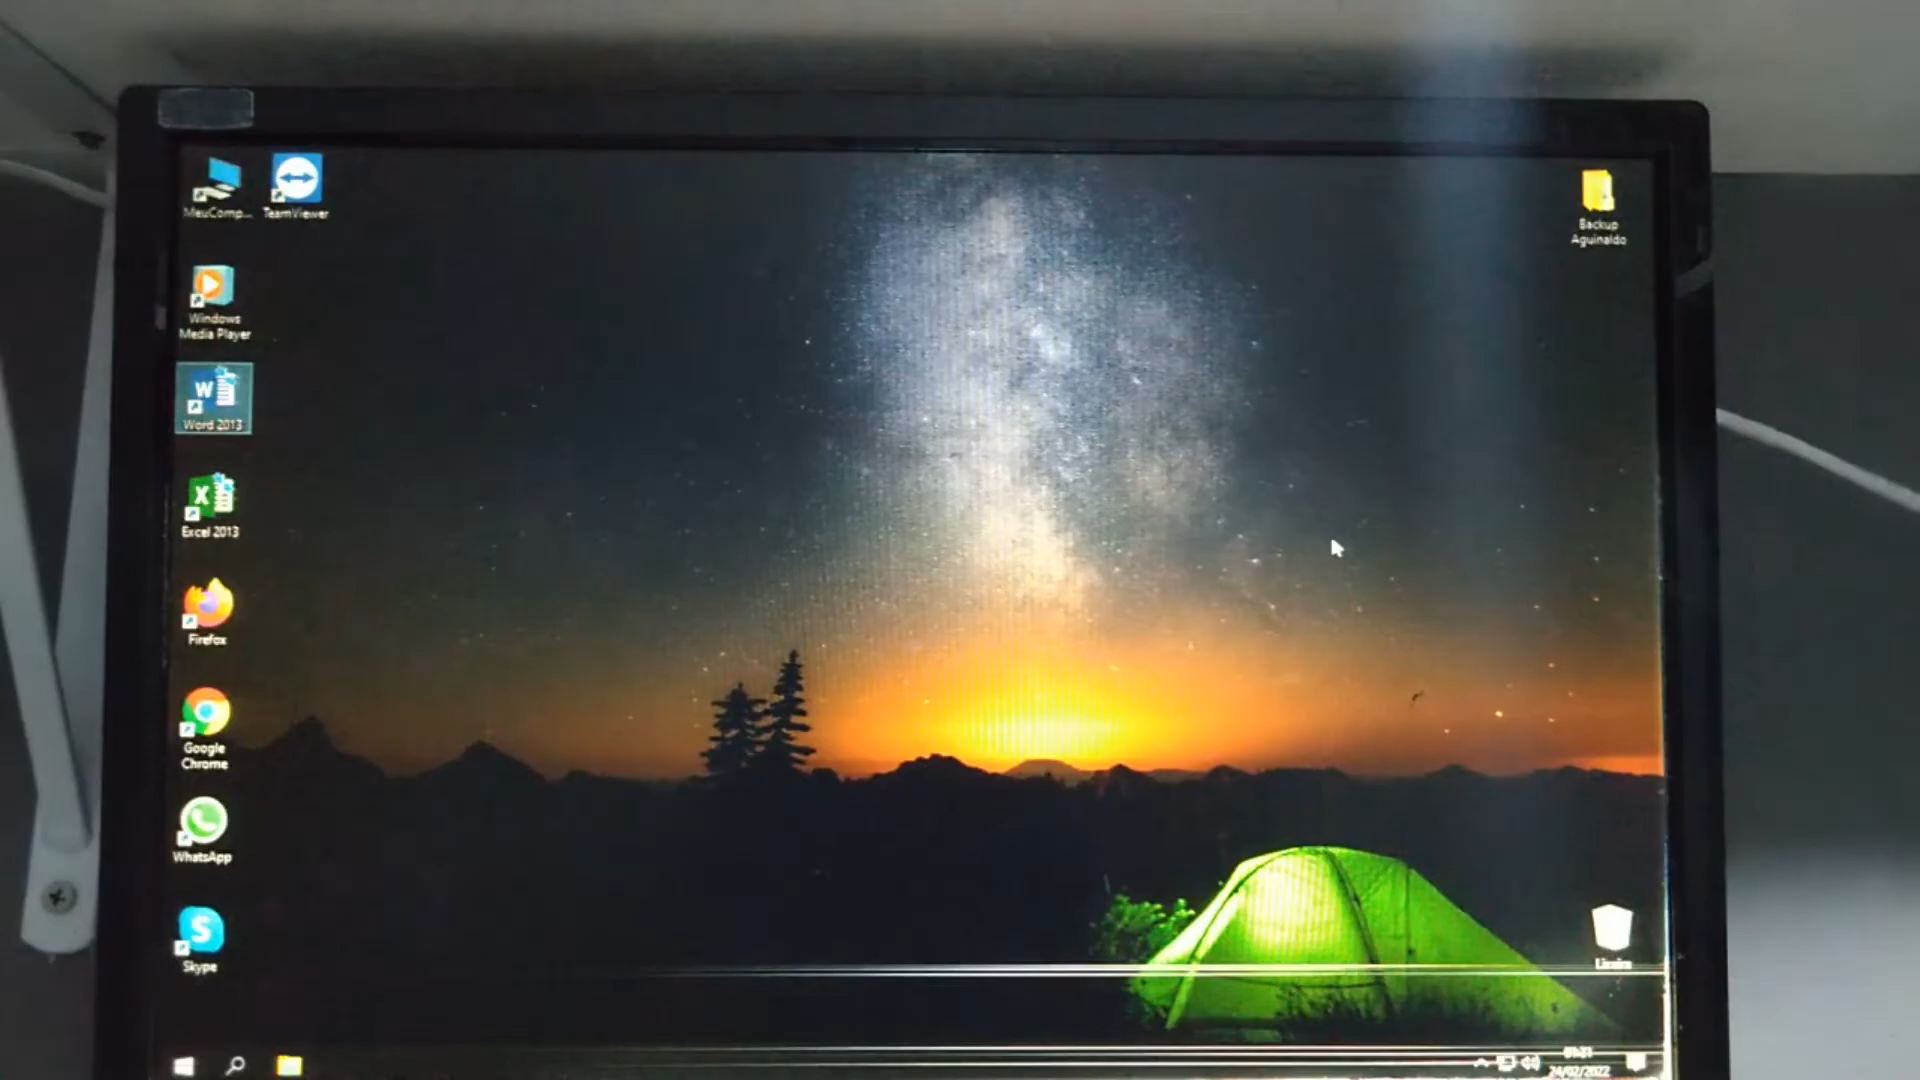 MeuComp...
TeamViewer
Windows
Media Player
Word 2013
Excel 2013
Firefox
Google
Chrome
WhatsApp
Skype
Backup
Aguinaldo
Lixeira
24/02/2022